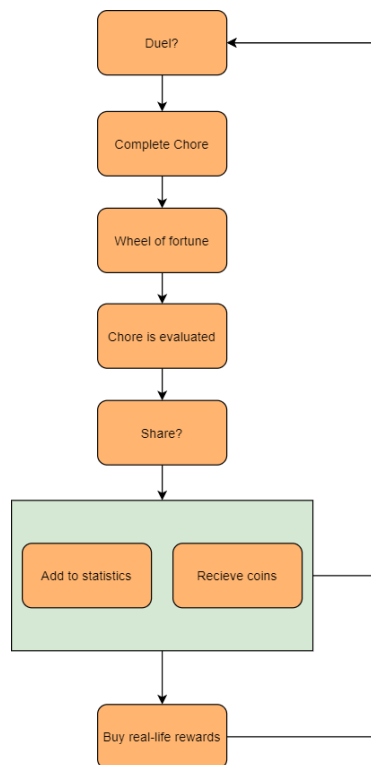 Duel?
Complete Chore
Wheel of fortune
Chore is evaluated
Share?
Add to statistics
Recieve coins
Buy real-life rewards